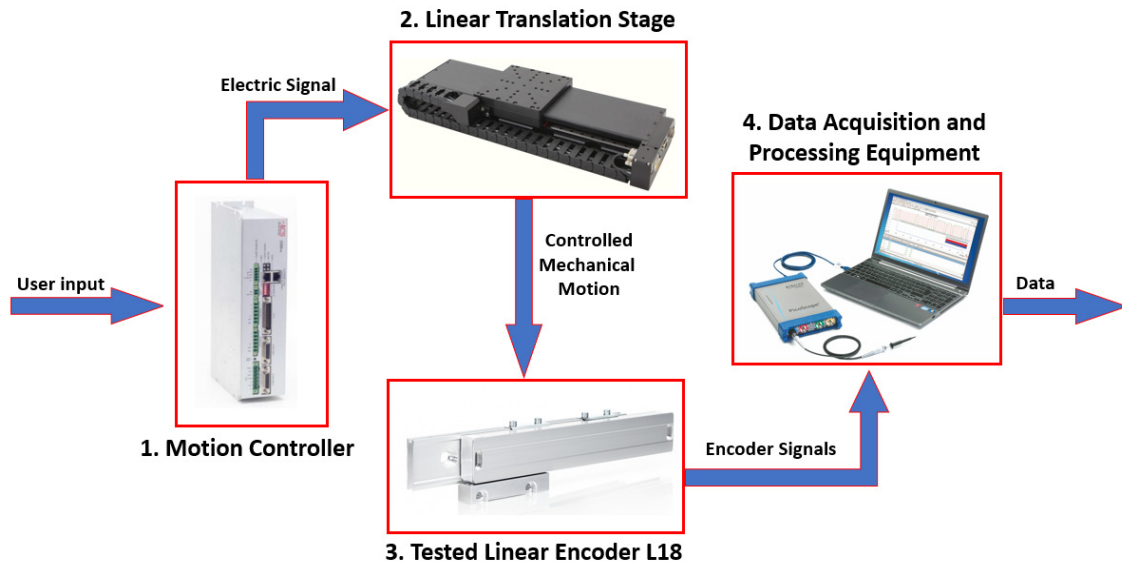 2. Linear Translation Stage
Electric Signal
4. Data Acquisition and
Processing Equipment
Controlled
Mechanical
Motion
User input
Data
PicoScope
1. Motion Controller
Encoder Signals
3. Tested Linear Encoder L18